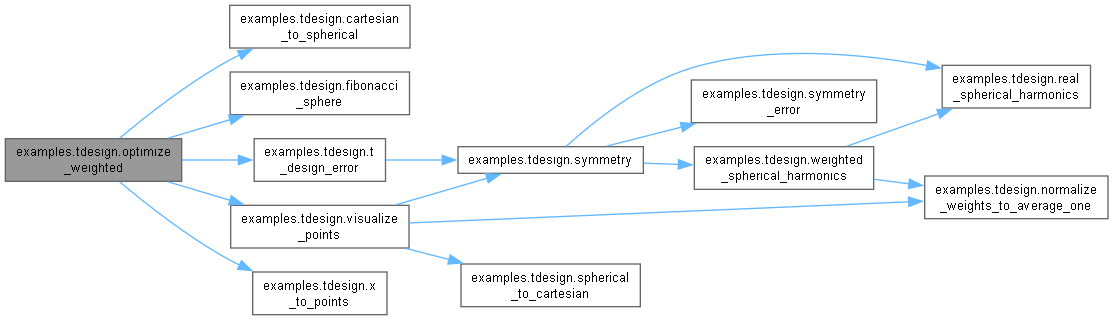 examples.tdesign.optimize
_weighted
examples.tdesign.cartesian
_to_spherical
examples.tdesign.fibonacci
_sphere
examples.tdesign.t
_design_error
examples.tdesign.visualize
_points
examples.tdesign.x
_to_points
examples.tdesign.symmetry
examples.tdesign.spherical
_to_cartesian
examples.tdesign.symmetry
_error
examples.tdesign.weighted
_spherical_harmonics
examples.tdesign.real
_spherical_harmonics
examples.tdesign.normalize
_weights_to_average_one